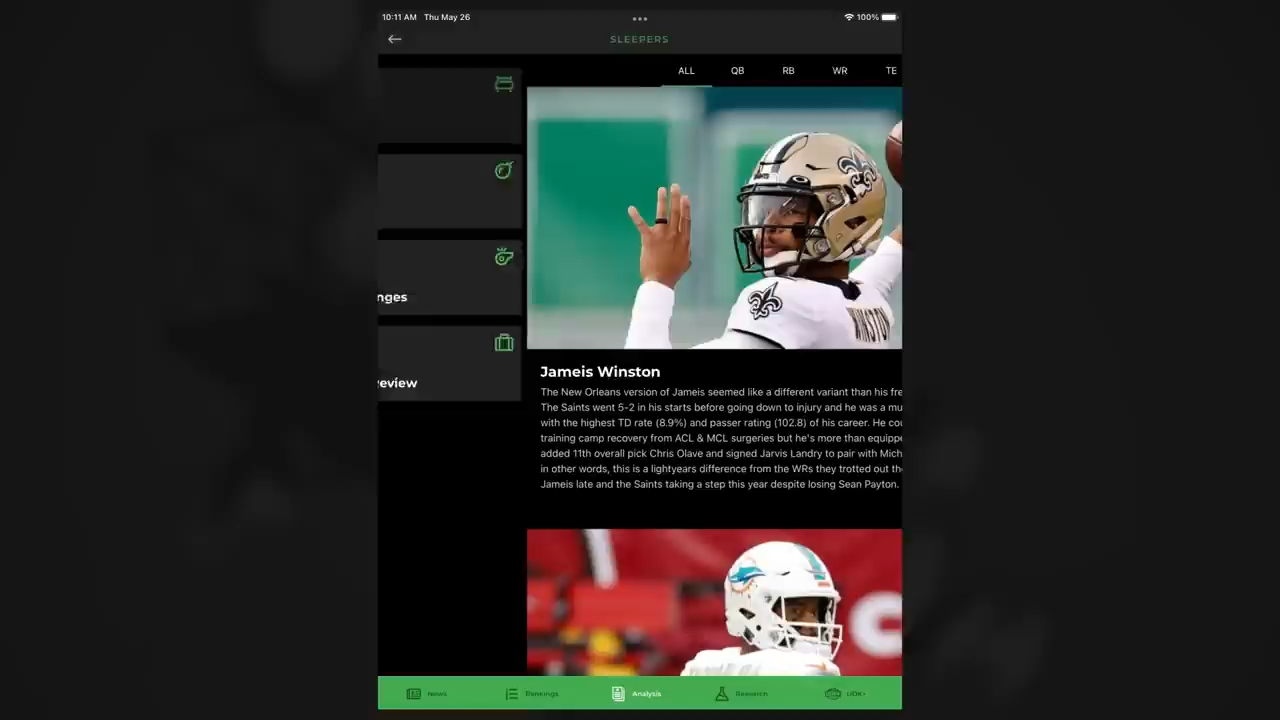 10:11 AM Thu May 26
100%
SLEEPERS
ALL QB RB WR TE
nges
eview
Jameis Winston
The New Orleans version of Jameis seemed like a different variant than his fre
The Saints went 5-2 in his starts before going down to injury and he was a mu
with the highest TD rate (8.9%) and passer rating (102.8) of his career. He cou
training camp recovery from ACL & MCL surgeries but he's more than equippe
added 11th overall pick Chris Olave and signed Jarvis Landry to pair with Mich
in other words, this is a lightyears difference from the WRs they trotted out th
Jameis late and the Saints taking a step this year despite losing Sean Payton.
News Rankings Analysis Research UDK+